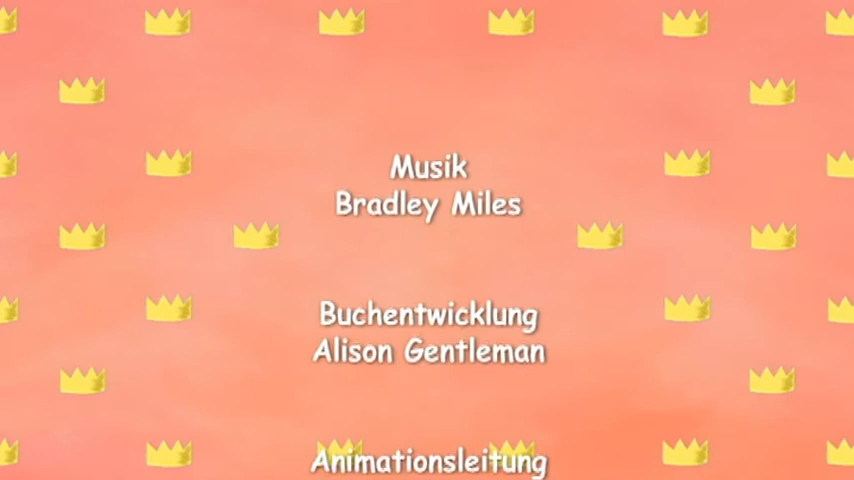 Musik
Bradley Miles
Buchentwicklung
Alison Gentleman
Animationsleitung